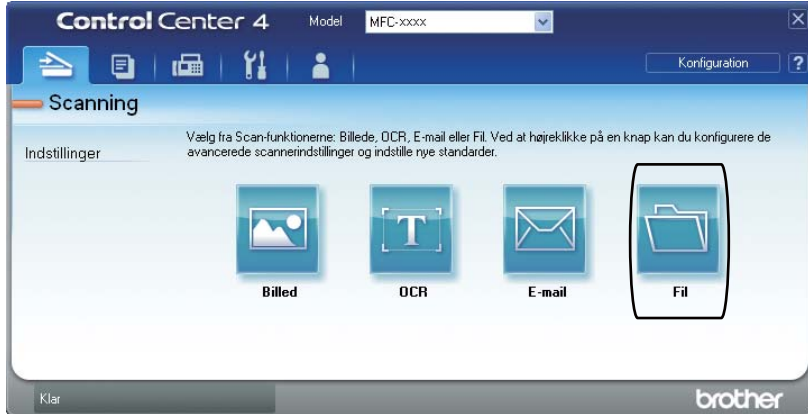 Control Center 4 Model MFC-xxxx
Konfiguration ?
Scanning
Vælg fra Scan-funktionerne: Billede, OCR, E-mail eller Fil. Ved at højreklikke på en knap kan du konfigurere de
avancerede scannerindstillinger og indstille nye standarder.
Indstillinger
T
Billed OCR E-mail Fil
Klar brother